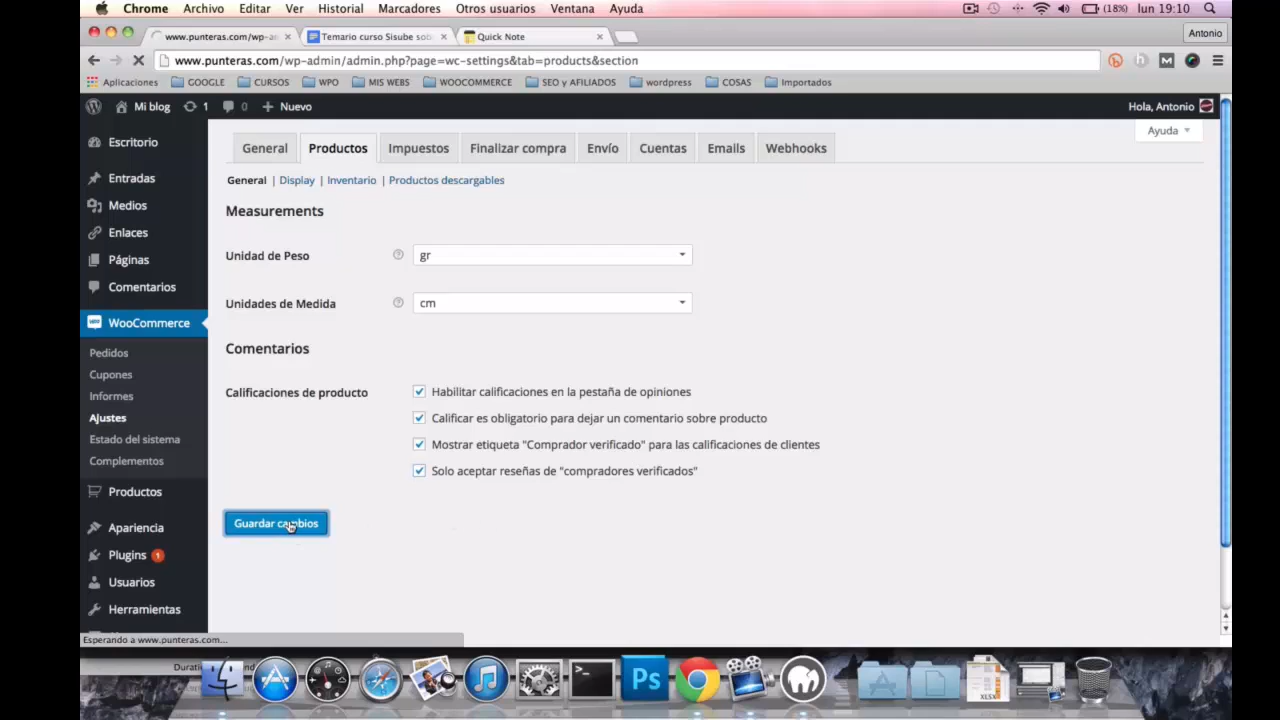 Chrome Archivo Editar Ver Historial Marcadores Otros usuarios Ventana Ayuda (18%) lun 19:10
www.punteras.com/wp-a Temario curso Sisube sob Quick Note Antonio
www.punteras.com/wp-admin/admin.php?page=wc-settings&tab=products&section
Aplicaciones GOOGLE CURSOS WPO MIS WEBS WOOCOMMERCE SEO y AFILIADOS wordpress COSAS Importados
Mi blog 1 0 + Nuevo Hola, Antonio
Ayuda
Escritorio
Entradas
Medios
Enlaces
Páginas
Comentarios
WooCommerce
Pedidos
Cupones
Informes
Ajustes
Estado del sistema
Complementos
Productos
Apariencia
Plugins 1
Usuarios
Herramientas
General Productos Impuestos Finalizar compra Envío Cuentas Emails Webhooks
General | Display | Inventario | Productos descargables
Measurements
Unidad de Peso ? gr
Unidades de Medida ? cm
Comentarios
Calificaciones de producto
Habilitar calificaciones en la pestaña de opiniones
Calificar es obligatorio para dejar un comentario sobre producto
Mostrar etiqueta "Comprador verificado" para las calificaciones de clientes
Solo aceptar reseñas de "compradores verificados"
Guardar cambios
Esperando a www.punteras.com...
Ps
XLSX